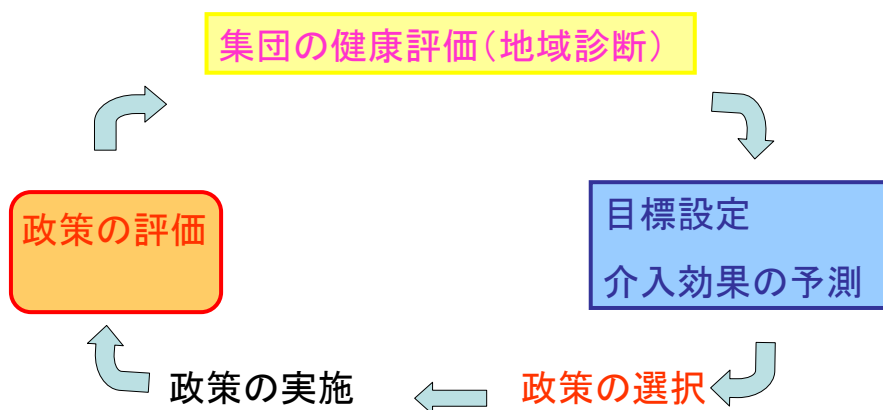 集団の健康評価（地域診断）
政策の評価
目標設定
介入効果の予測
政策の実施
政策の選択